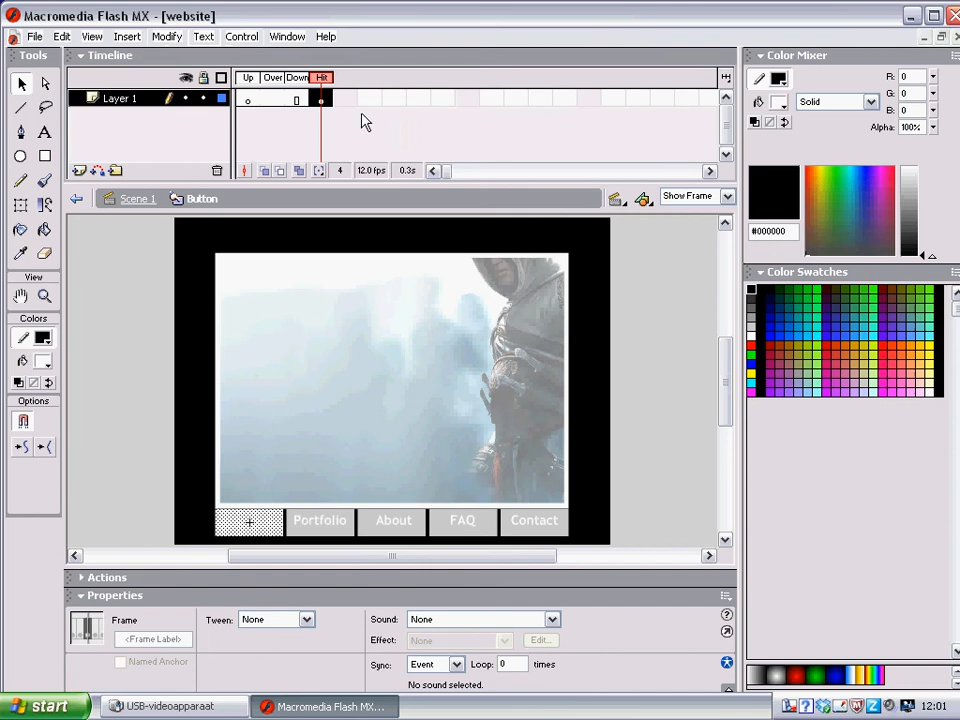 Macromedia Flash MX - [website]
File Edit View Insert Modify Text Control Window Help
Tools
Timeline
Color Mixer
Up Over Down Hit
Layer 1
Solid
R: 0
G: 0
B: 0
Alpha: 100%
4 12.0 fps 0.3s
Scene 1 Button
Show Frame
#000000
Color Swatches
View
Colors
Options
Portfolio About FAQ Contact
Actions
Properties
Frame
<Frame Label>
Named Anchor
Tween: None
Sound: None
Effect: None Edit...
Sync: Event Loop: 0 times
No sound selected.
start USB-videoapparaat Macromedia Flash MX... 12:01